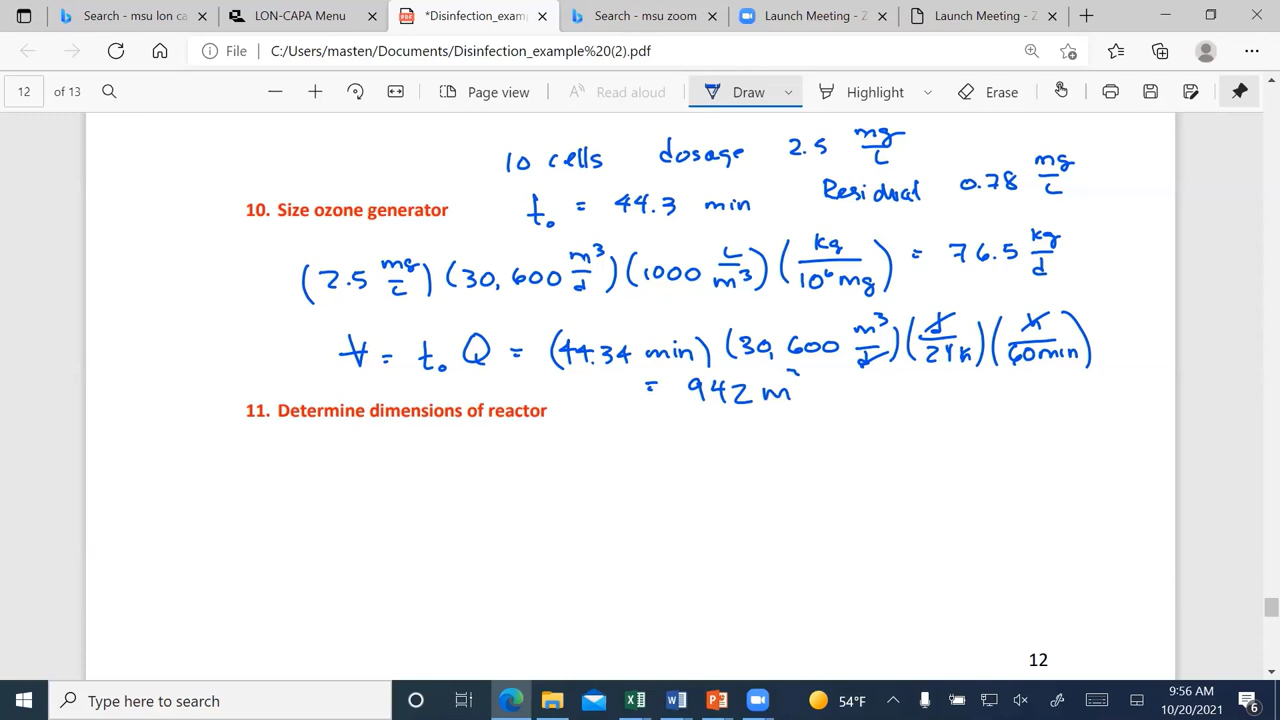 Search - msu lon ca
LON-CAPA Menu
*Disinfection_exam
Search - msu zoom
Launch Meeting - Z
Launch Meeting - Z
File C:/Users/masten/Documents/Disinfection_example%20(2).pdf
12 of 13
Page view
Read aloud
Draw
Highlight
Erase
10 cells dosage 2.5 mg/L
Residual 0.78 mg/L
10. Size ozone generator
t₀ = 44.3 min
(2.5 mg/L)(30,600 m³/d)(1000 L/m³)(kg/10⁶ mg) = 76.5 kg/d
V = t₀ Q = (44.34 min)(30,600 m³/d)(d/24h)(h/60min)
= 942 m
11. Determine dimensions of reactor
12
Type here to search
54°F
9:56 AM
10/20/2021
6